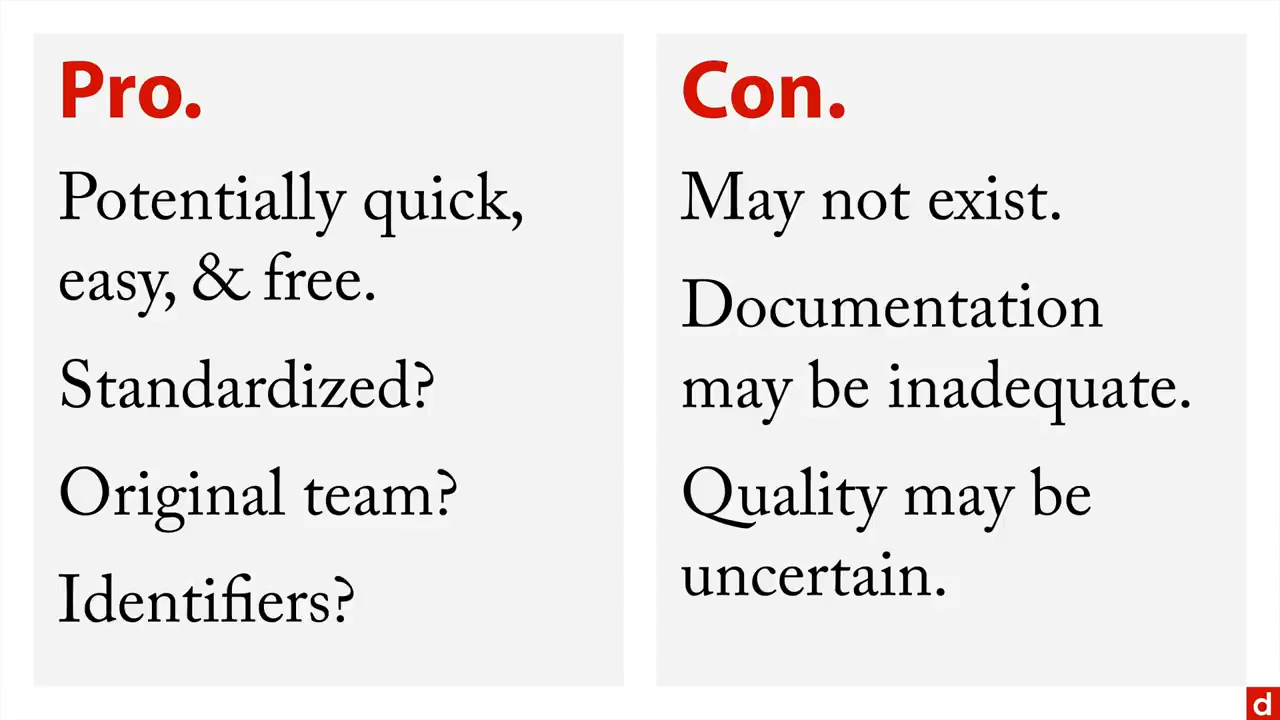 Pro.
Potentially quick,
easy, & free.
Standardized?
Original team?
Identifiers?
Con.
May not exist.
Documentation
may be inadequate.
Quality may be
uncertain.
d